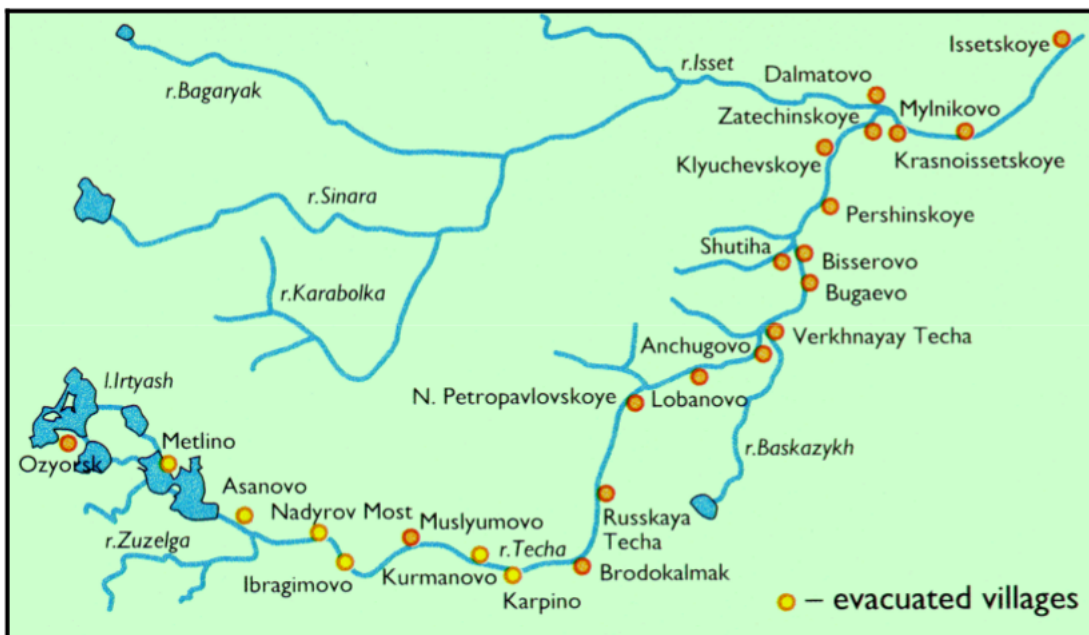 Issetskoye
r.Isset
Dalmatovo
r.Bagaryak
Zatechinskoye
Mylnikovo
Klyuchevskoye
Krasnoissetskoye
r.Sinara
Pershinskoye
Shutiha
Bisserovo
r.Karabolka
Bugaevo
Anchugovo
Verkhnayay Techa
l.Irtyash
N. Petropavlovskoye
Lobanovo
Metlino
r.Baskazykh
Ozyorsk
Asanovo
Nadyrov Most
Muslyumovo
Russkaya
Techa
r.Zuzelga
r.Techa
Ibragimovo
Kurmanovo
Brodokalmak
Karpino
– evacuated villages